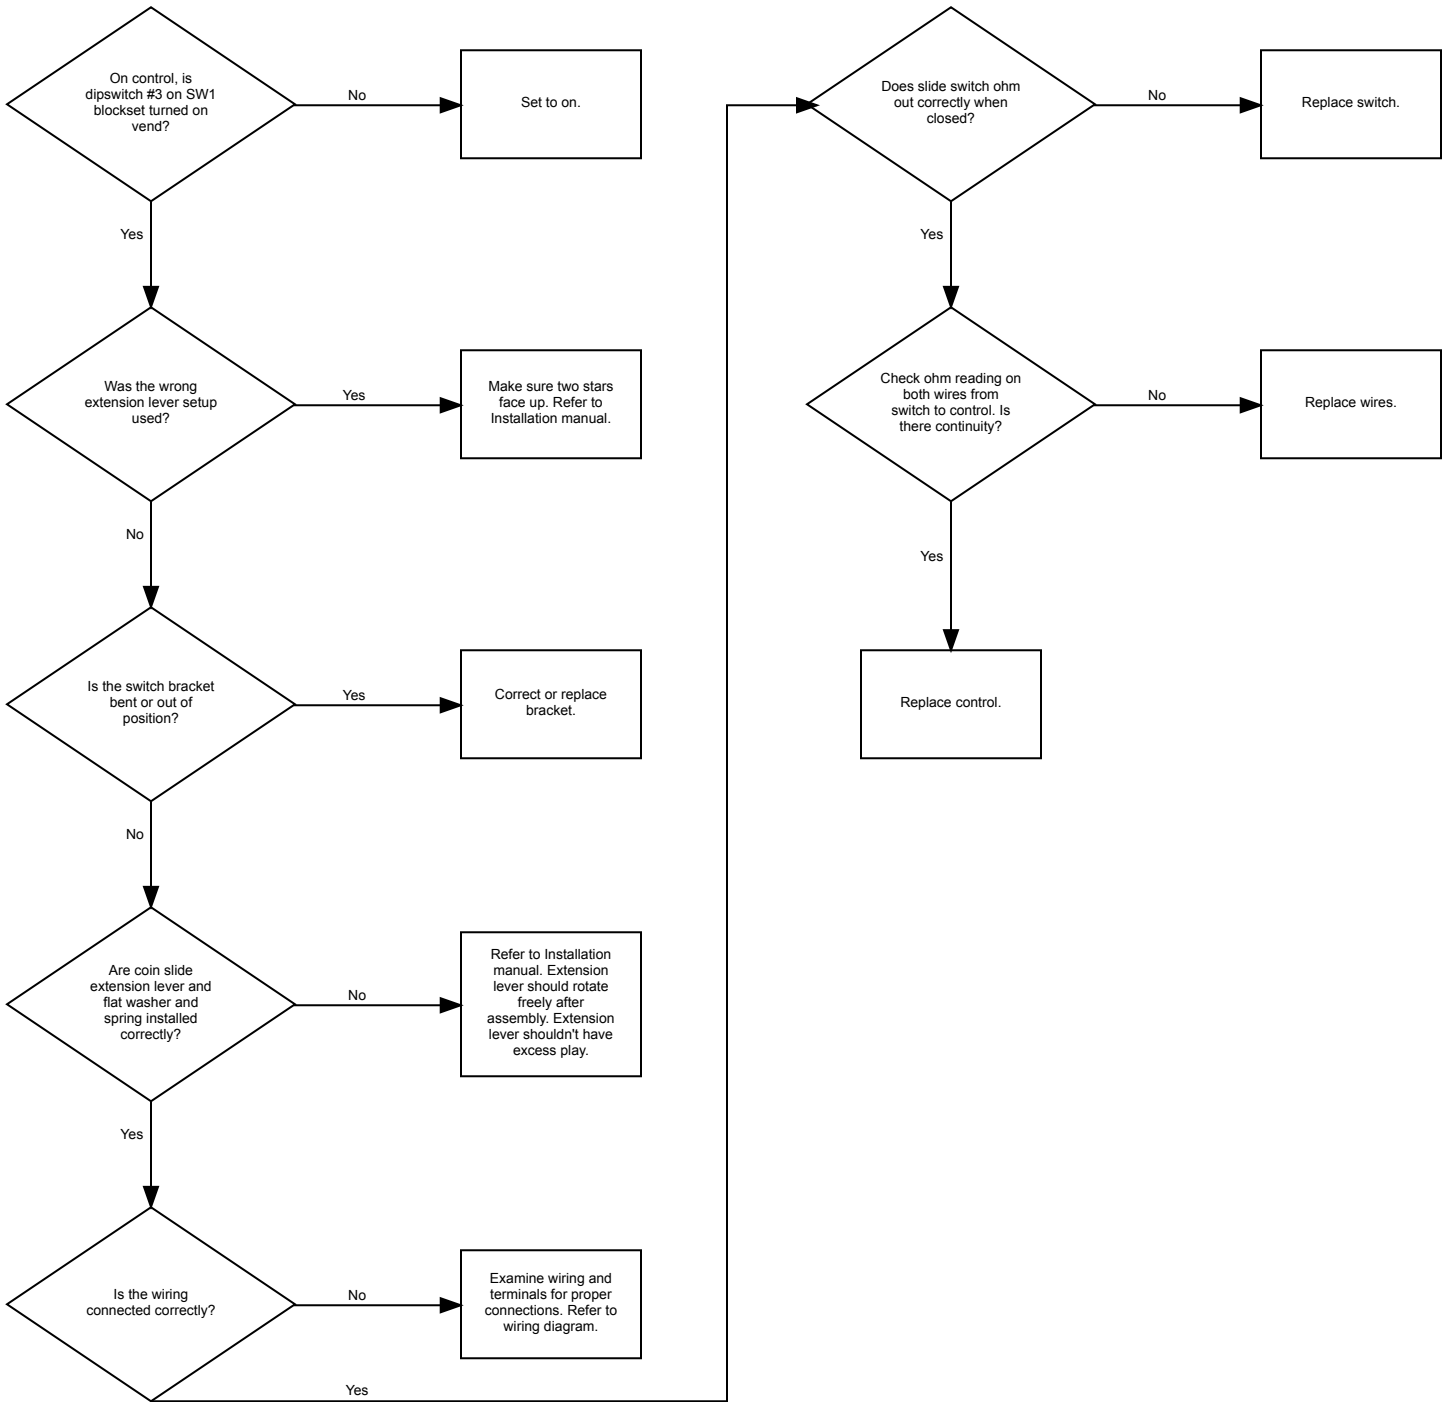 On control, is
dipswitch #3 on SW1
blockset turned on
vend?
No
Set to on.
Yes
Was the wrong
extension lever setup
used?
Yes
Make sure two stars
face up. Refer to
Installation manual.
No
Is the switch bracket
bent or out of
position?
Yes
Correct or replace
bracket.
No
Are coin slide
extension lever and
flat washer and
spring installed
correctly?
No
Refer to Installation
manual. Extension
lever should rotate
freely after
assembly. Extension
lever shouldn't have
excess play.
Yes
Is the wiring
connected correctly?
No
Examine wiring and
terminals for proper
connections. Refer to
wiring diagram.
Yes
Does slide switch ohm
out correctly when
closed?
No
Replace switch.
Yes
Check ohm reading on
both wires from
switch to control. Is
there continuity?
No
Replace wires.
Yes
Replace control.